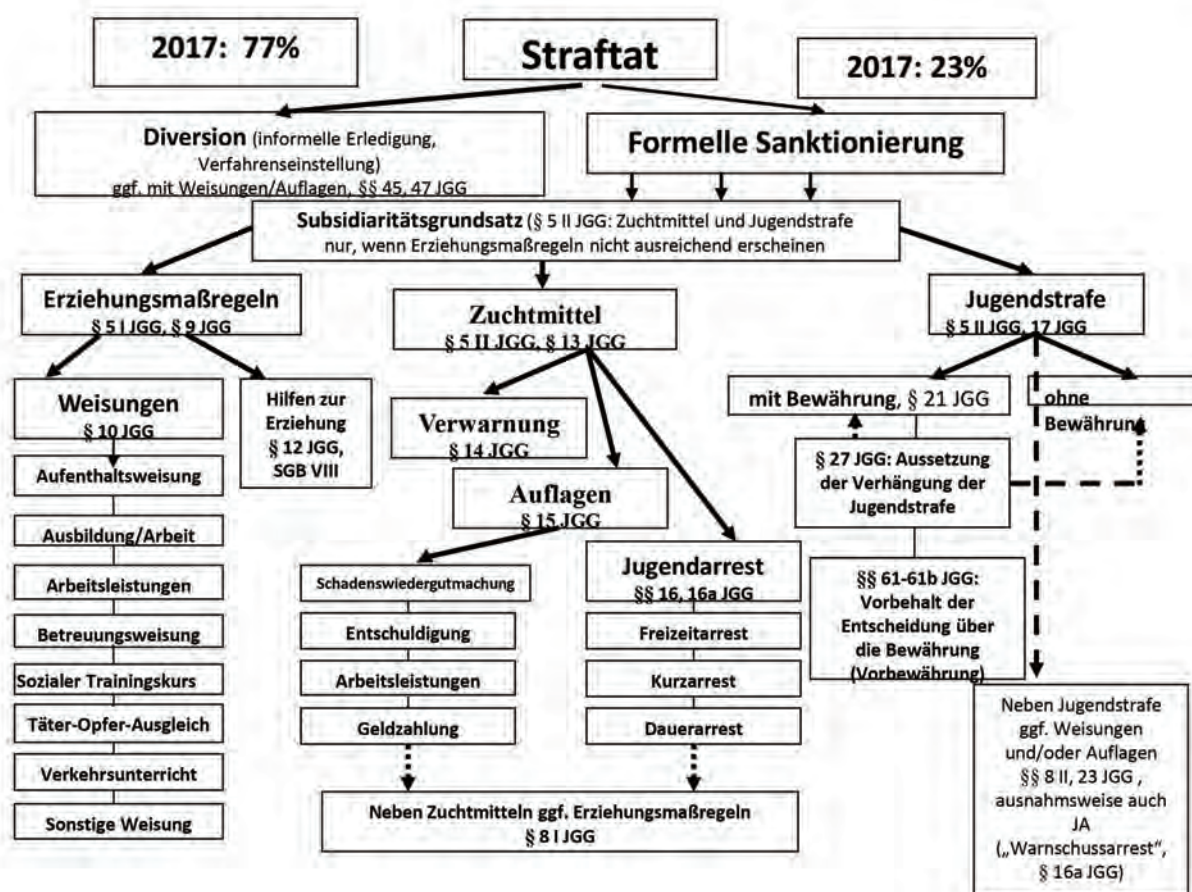 2017: 77%
Straftat
2017: 23%
Diversion (informelle Erledigung,
Verfahrenseinstellung)
ggf. mit Weisungen/Auflagen, §§ 45, 47 JGG
Formelle Sanktionierung
Subsidiaritätsgrundsatz (§ 5 II JGG: Zuchtmittel und Jugendstrafe
nur, wenn Erziehungsmaßregeln nicht ausreichend erscheinen
Erziehungsmaßregeln
§ 5 I JGG, § 9 JGG
Zuchtmittel
§ 5 II JGG, § 13 JGG
Jugendstrafe
§ 5 II JGG, 17 JGG
Weisungen
§ 10 JGG
Aufenthaltsweisung
Ausbildung/Arbeit
Arbeitsleistungen
Betreuungsweisung
Sozialer Trainingskurs
Täter-Opfer-Ausgleich
Verkehrsunterricht
Sonstige Weisung
Hilfen zur
Erziehung
§ 12 JGG,
SGB VIII
Verwarnung
§ 14 JGG
Auflagen
§ 15 JGG
Schadenswiedergutmachung
Entschuldigung
Arbeitsleistungen
Geldzahlung
Jugendarrest
§§ 16, 16a JGG
Freizeitarrest
Kurzarrest
Dauerarrest
Neben Zuchtmitteln ggf. Erziehungsmaßregeln
§ 8 I JGG
mit Bewährung, § 21 JGG
ohne
Bewährung
§ 27 JGG: Aussetzung
der Verhängung der
Jugendstrafe
§§ 61-61b JGG:
Vorbehalt der
Entscheidung über
die Bewährung
(Vorbewährung)
Neben Jugendstrafe
ggf. Weisungen
und/oder Auflagen
§§ 8 II, 23 JGG ,
ausnahmsweise auch
JA
(„Warnschussarrest“,
§ 16a JGG)